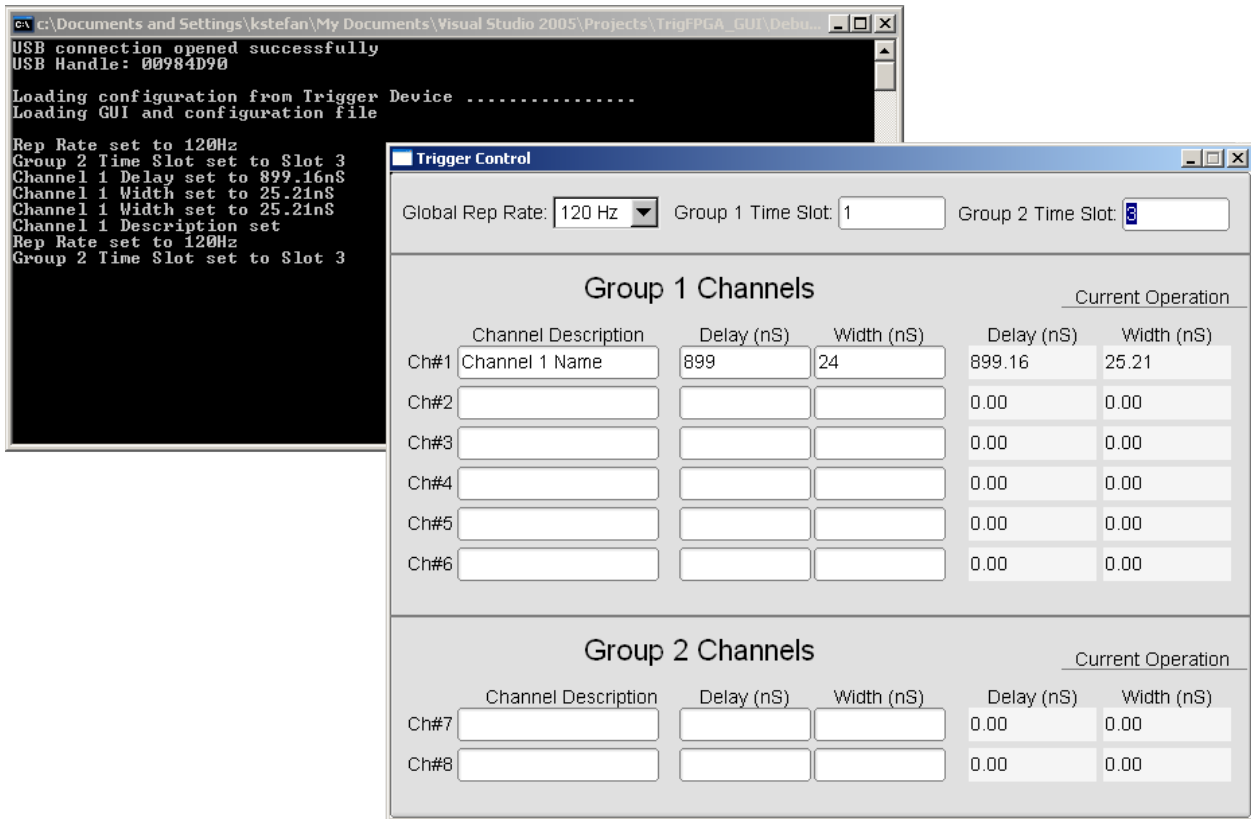 c:\Documents and Settings\kstefan\My Documents\Visual Studio 2005\Projects\TrigFPGA_GUI\Debu...
USB connection opened successfully
USB Handle: 00984D90
Loading configuration from Trigger Device ................
Loading GUI and configuration file
Rep Rate set to 120Hz
Group 2 Time Slot set to Slot 3
Channel 1 Delay set to 899.16nS
Channel 1 Width set to 25.21nS
Channel 1 Width set to 25.21nS
Channel 1 Description set
Rep Rate set to 120Hz
Group 2 Time Slot set to Slot 3
Trigger Control
Global Rep Rate: 120 Hz Group 1 Time Slot: 1 Group 2 Time Slot: 3
Group 1 Channels
Current Operation
Channel Description Delay (nS) Width (nS) Delay (nS) Width (nS)
Ch#1 Channel 1 Name 899 24 899.16 25.21
Ch#2 0.00 0.00
Ch#3 0.00 0.00
Ch#4 0.00 0.00
Ch#5 0.00 0.00
Ch#6 0.00 0.00
Group 2 Channels
Current Operation
Channel Description Delay (nS) Width (nS) Delay (nS) Width (nS)
Ch#7 0.00 0.00
Ch#8 0.00 0.00